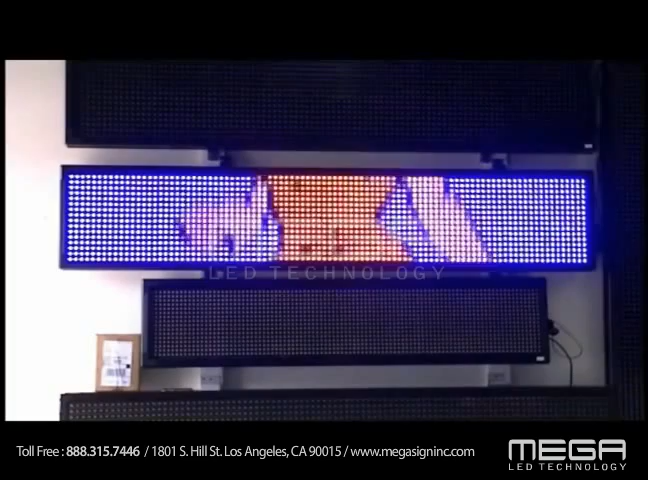 LED TECHNOLOGY
Toll Free : 888.315.7446 / 1801 S. Hill St. Los Angeles, CA 90015 / www.megasigninc.com
MEGA
LED TECHNOLOGY